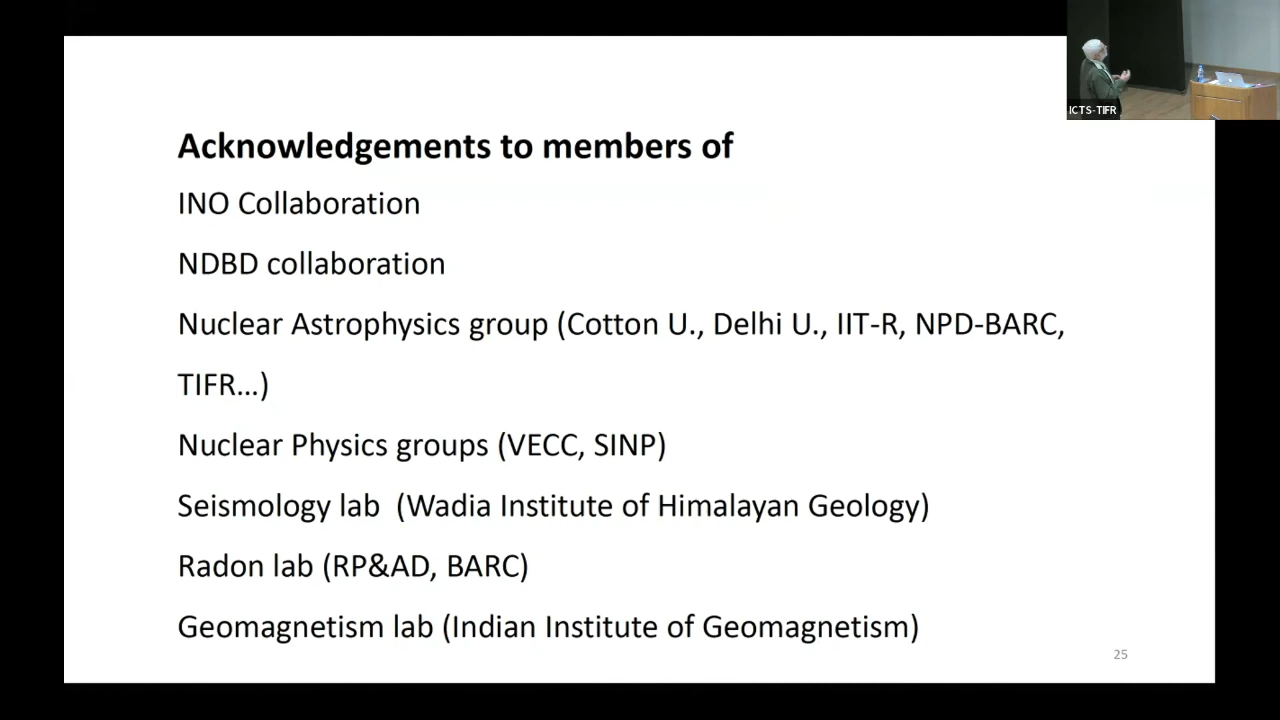 ICTS-TIFR
Acknowledgements to members of
INO Collaboration
NDBD collaboration
Nuclear Astrophysics group (Cotton U., Delhi U., IIT-R, NPD-BARC,
TIFR...)
Nuclear Physics groups (VECC, SINP)
Seismology lab  (Wadia Institute of Himalayan Geology)
Radon lab (RP&AD, BARC)
Geomagnetism lab (Indian Institute of Geomagnetism)
25